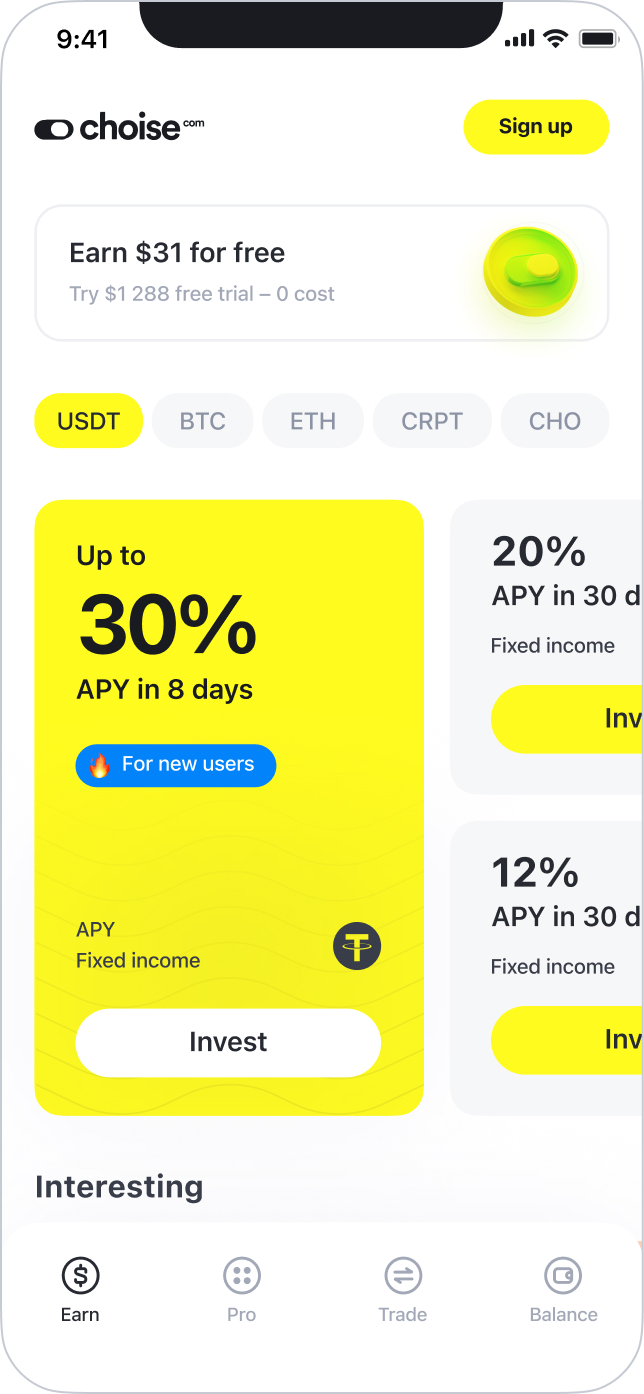 9:41
choise com
Sign up
Earn $31 for free
Try $1 288 free trial – 0 cost
USDT
BTC
ETH
CRPT
CHO
Up to
30%
APY in 8 days
For new users
APY
Fixed income
Invest
20%
APY in 30 d
Fixed income
Inv
12%
APY in 30 d
Fixed income
Inv
Interesting
Earn
Pro
Trade
Balance